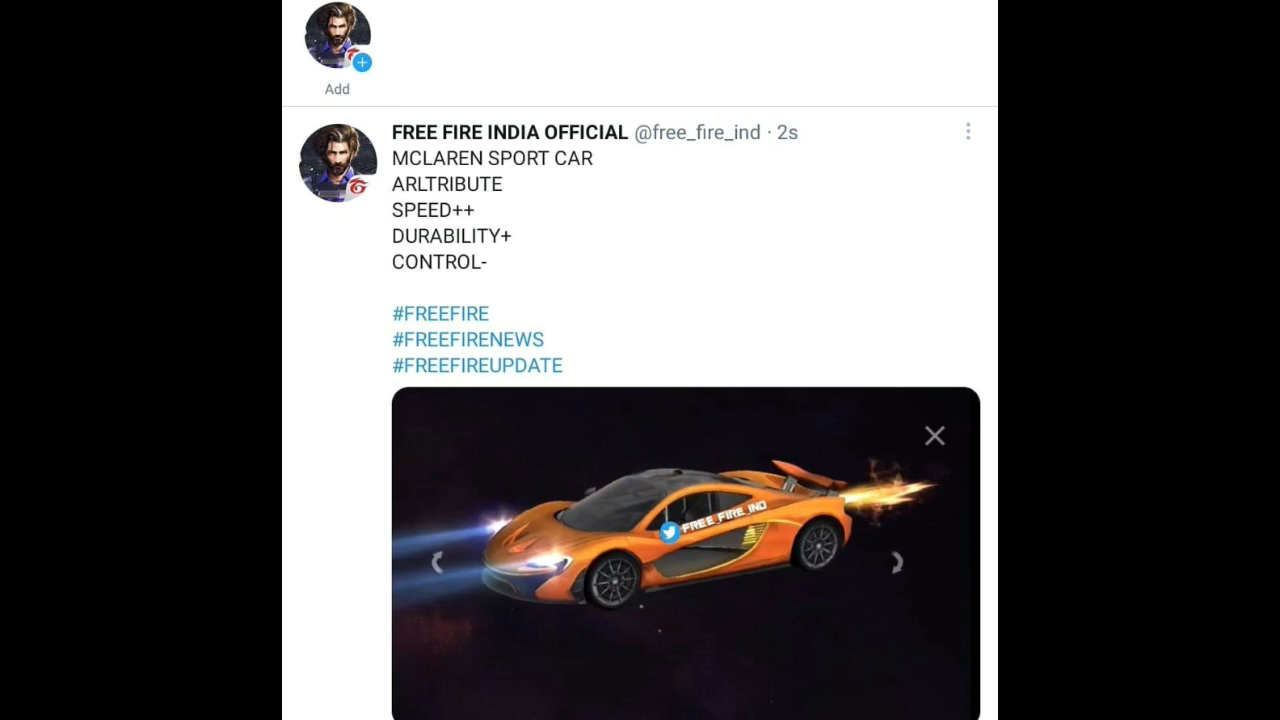 Add
FREE FIRE INDIA OFFICIAL @free_fire_ind · 2s
MCLAREN SPORT CAR
ARLTRIBUTE
SPEED++
DURABILITY+
CONTROL-
#FREEFIRE
#FREEFIRENEWS
#FREEFIREUPDATE
FREE_FIRE_IND